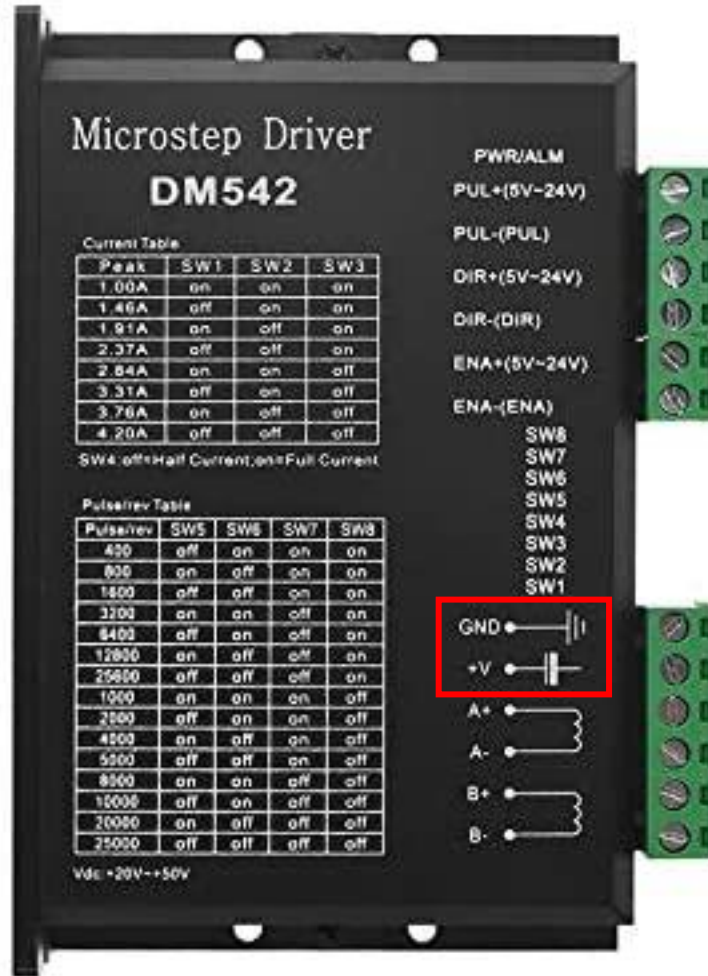 Microstep Driver
DM542
Current Table
Peak SW1 SW2 SW3
1.00A on on on
1.46A off on on
1.91A on off on
2.37A off off on
2.84A on on off
3.31A off on off
3.76A on off off
4.20A off off off
SW4:off=Half Current;on=Full Current
Pulse/rev Table
Pulse/rev SW5 SW6 SW7 SW8
400 off on on on
800 on off on on
1600 off off on on
3200 on on off on
6400 off on off on
12800 on off off on
25600 off off off on
1000 on on on off
2000 off on on off
4000 on off on off
5000 off off on off
8000 on on off off
10000 off on off off
20000 on off off off
25000 off off off off
Vdc:+20V~+50V
PWR/ALM
PUL+(5V~24V)
PUL-(PUL)
DIR+(5V~24V)
DIR-(DIR)
ENA+(5V~24V)
ENA-(ENA)
SW8
SW7
SW6
SW5
SW4
SW3
SW2
SW1
GND
+V
A+
A-
B+
B-